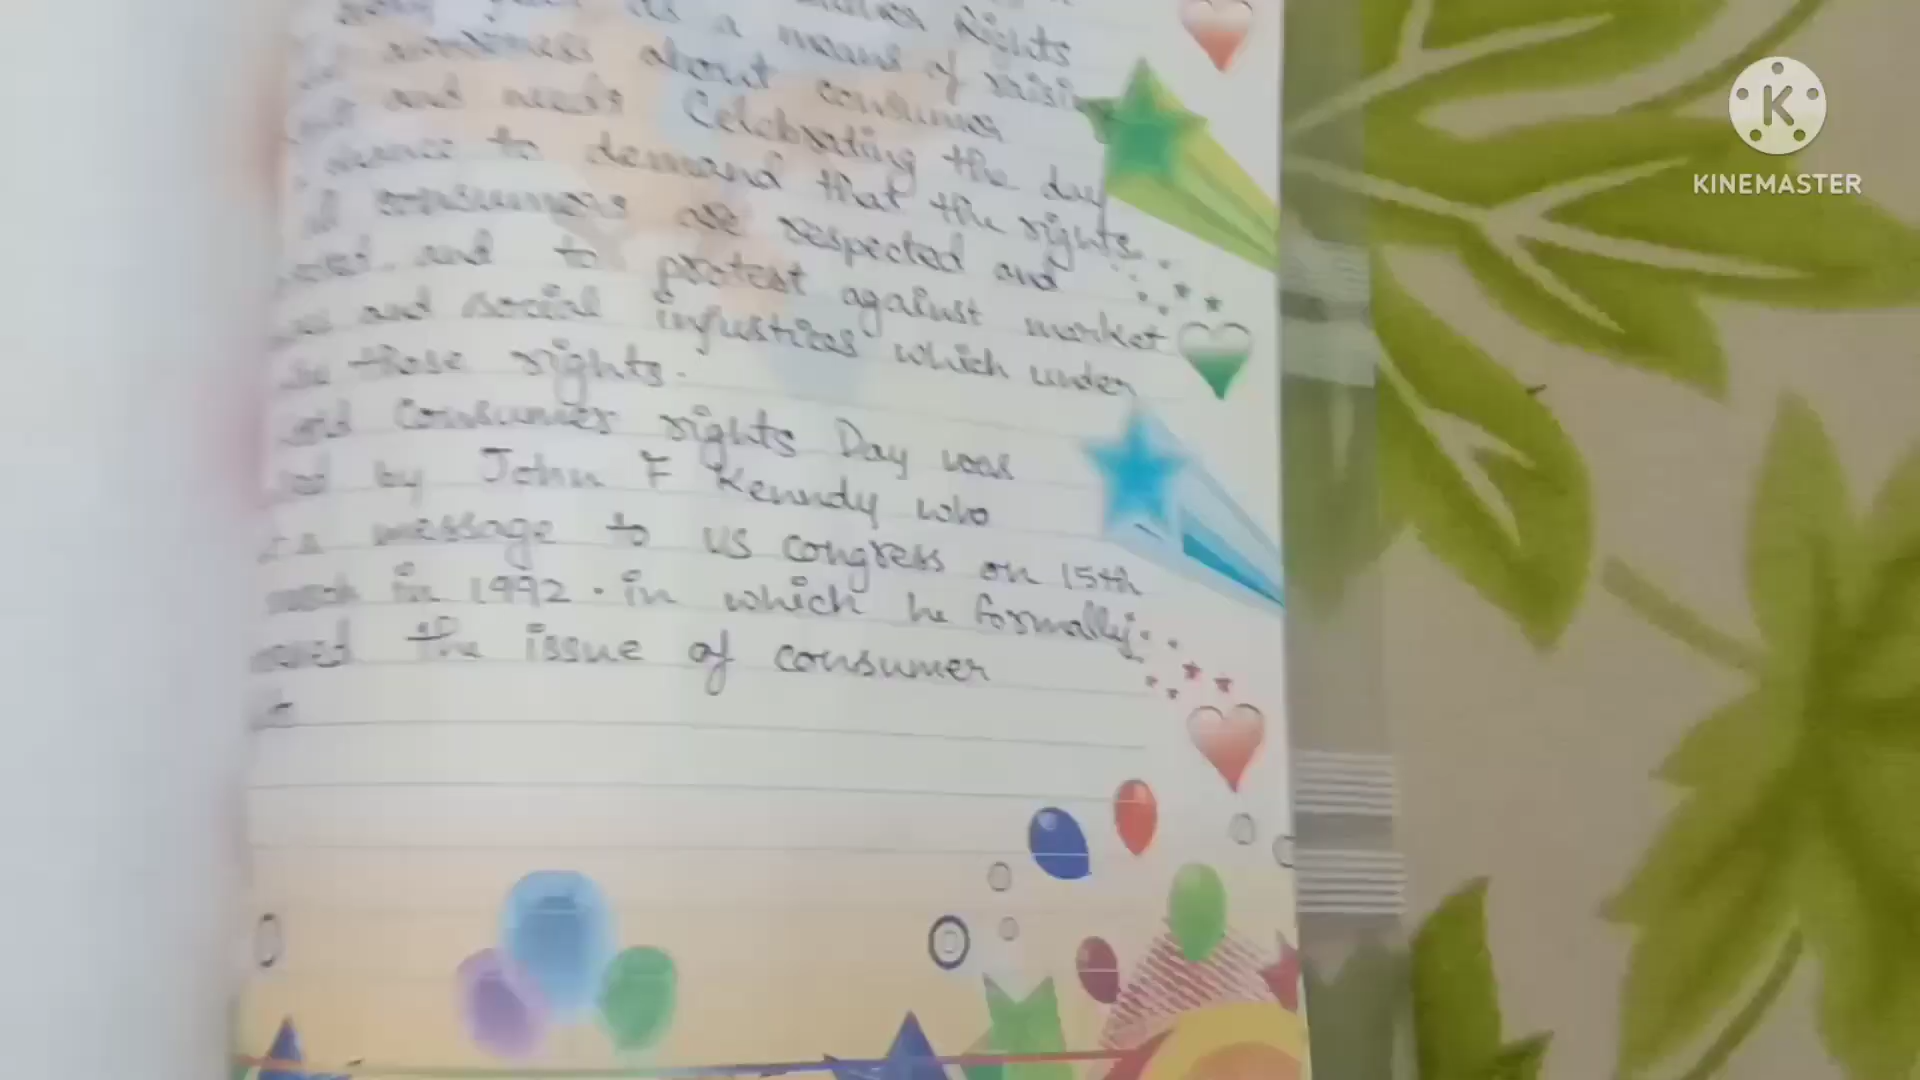 Rights
as a means of raising
awareness about consumer
and needs Celebrating the day
chance to demand that the rights
consumers are respected and
and to protest against market
and social injustices which under
those rights.
Consumer rights Day was
by John F Kenndy who
message to US congress on 15th
in 1992. in which he formally
the issue of consumer
KINEMASTER